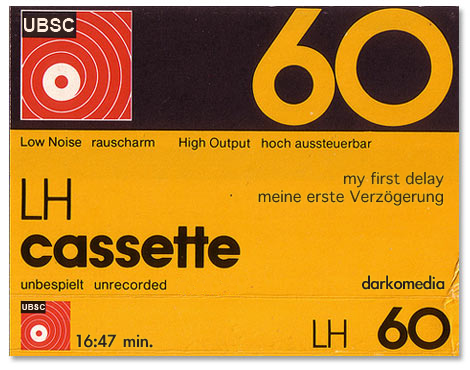 UBSC
60
Low Noise rauscharm High Output hoch aussteuerbar
my first delay
meine erste Verzögerung
LH
cassette
unbespielt unrecorded
darkomedia
UBSC
16:47 min.
LH 60